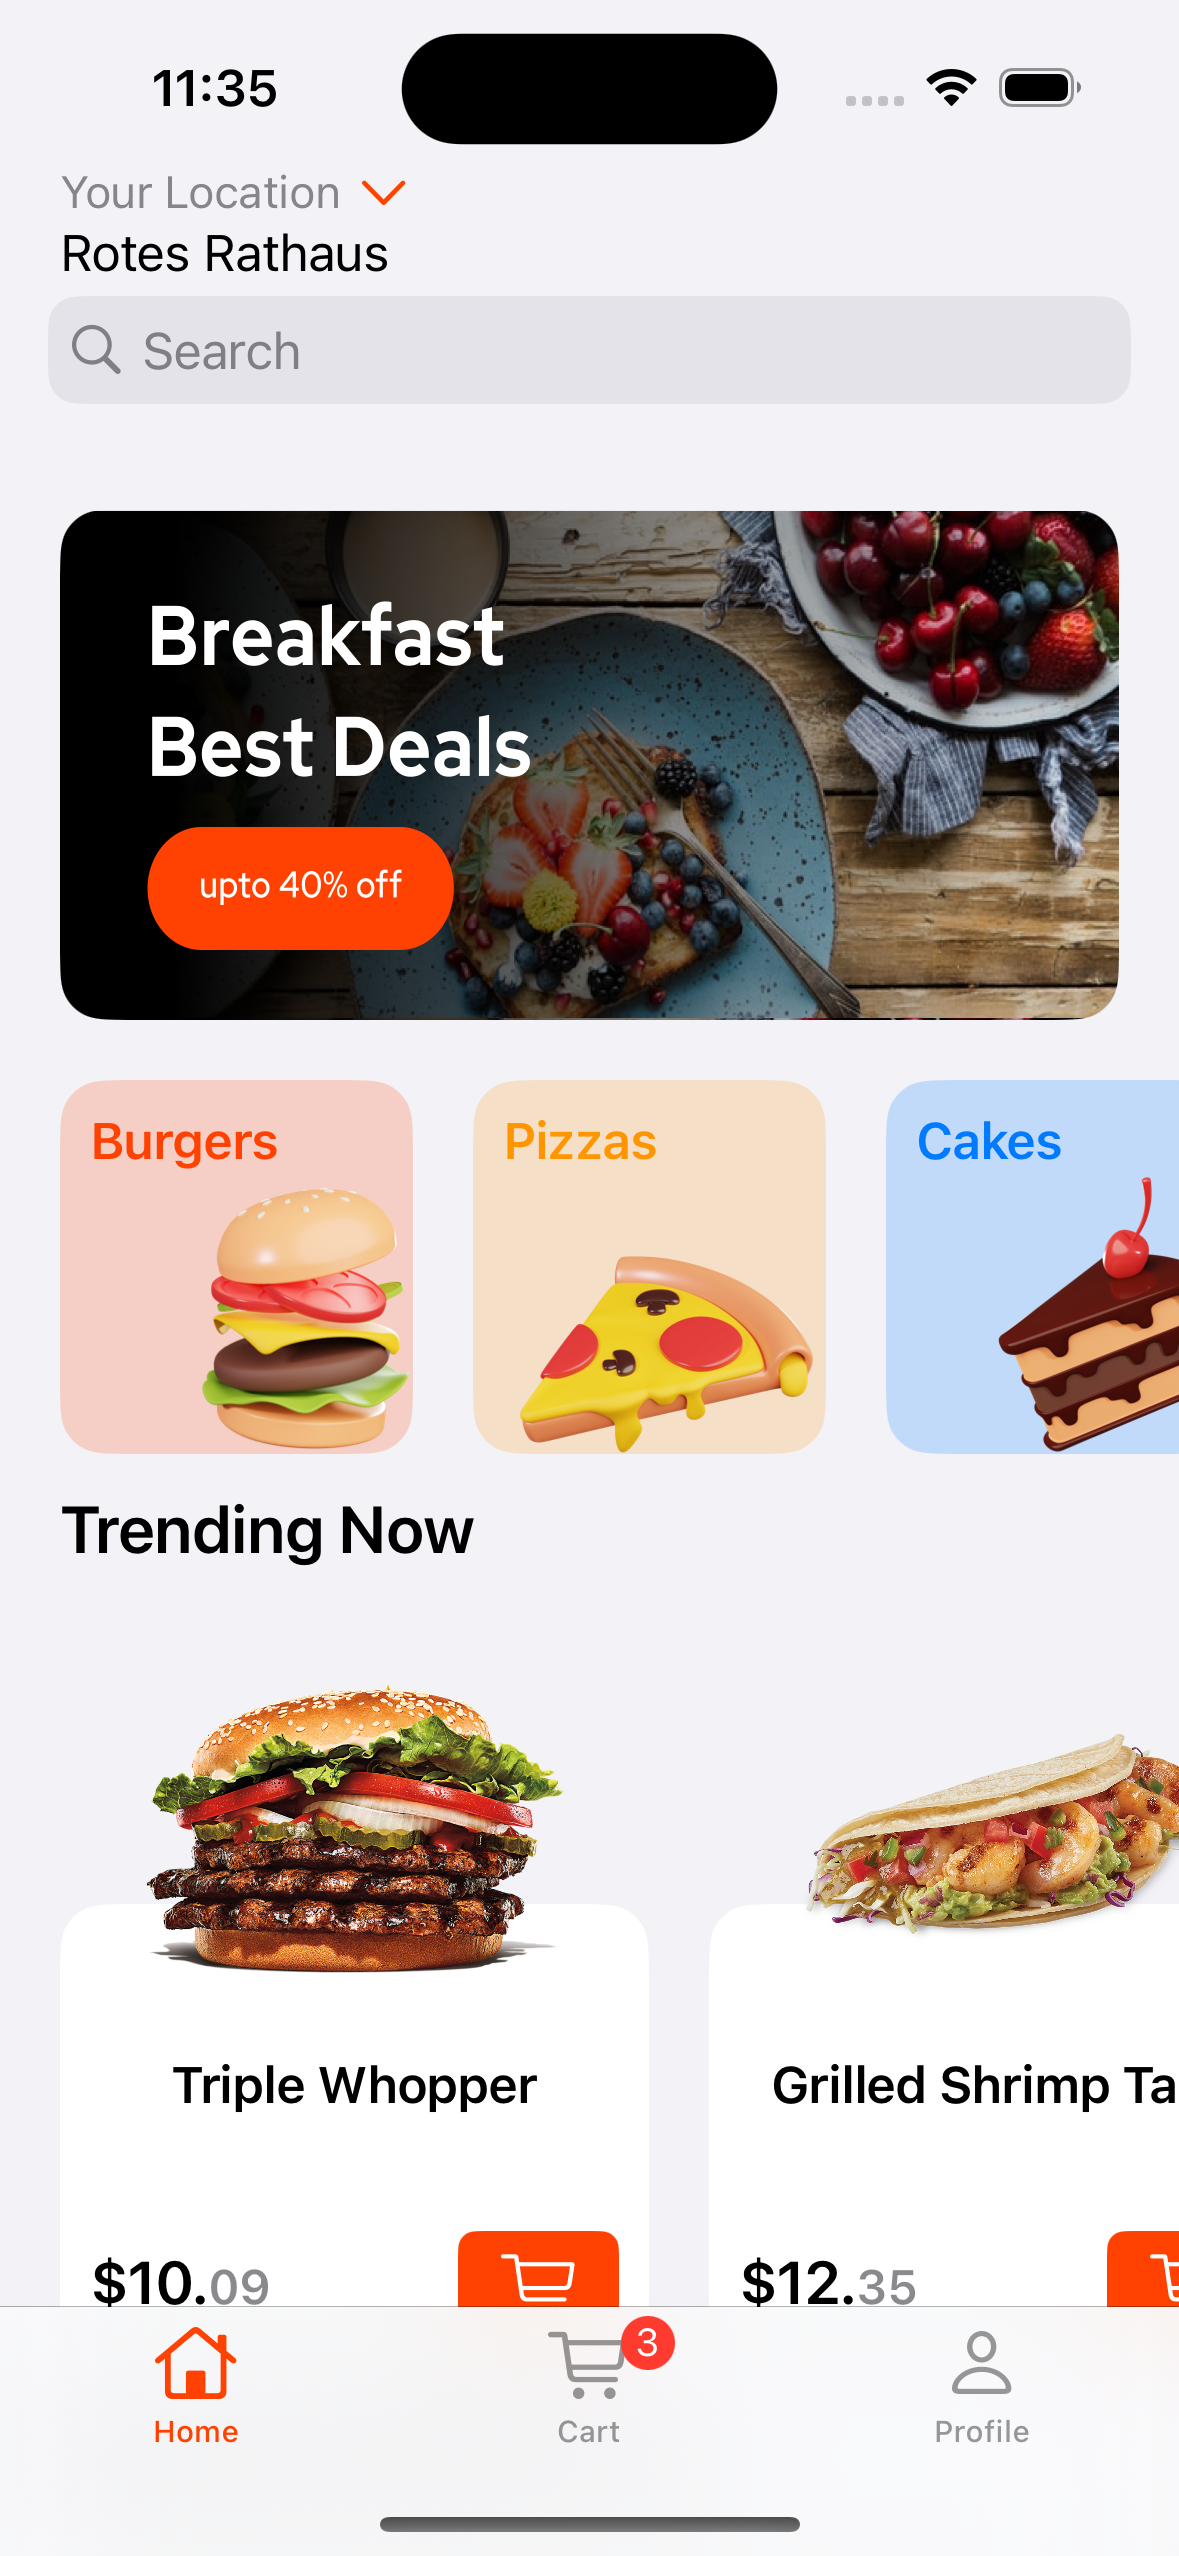 11:35
Your Location
Rotes Rathaus
Search
Breakfast
Best Deals
upto 40% off
Burgers
Pizzas
Cakes
Trending Now
Triple Whopper
Grilled Shrimp Ta
$10.09
$12.35
3
Home
Cart
Profile